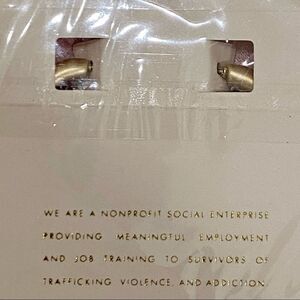 WE ARE A NONPROFIT SOCIAL ENTERPRISE
PROVIDING MEANINGFUL EMPLOYMENT
AND JOB TRAINING TO SURVIVORS OF
TRAFFICKING VIOLENCE, AND ADDICTION.